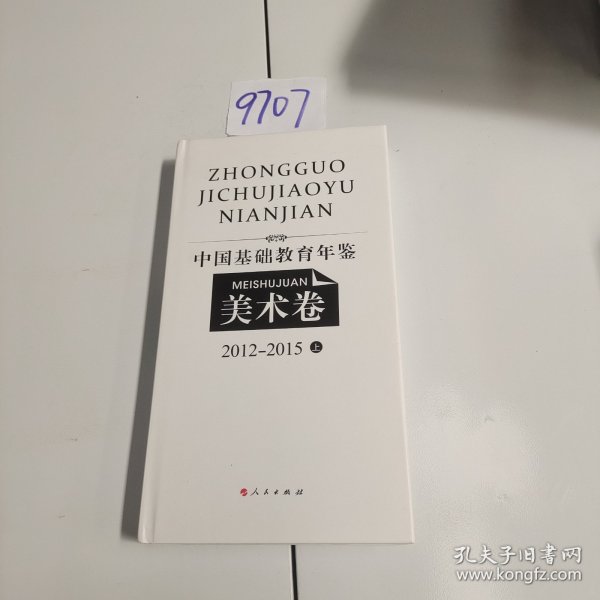 9707
ZHONGGUO
JICHUJIAOYU
NIANJIAN
中国基础教育年鉴
MEISHUJUAN
美术卷
2012-2015 上
人民出版社
孔夫子旧书网
www.kongfz.com